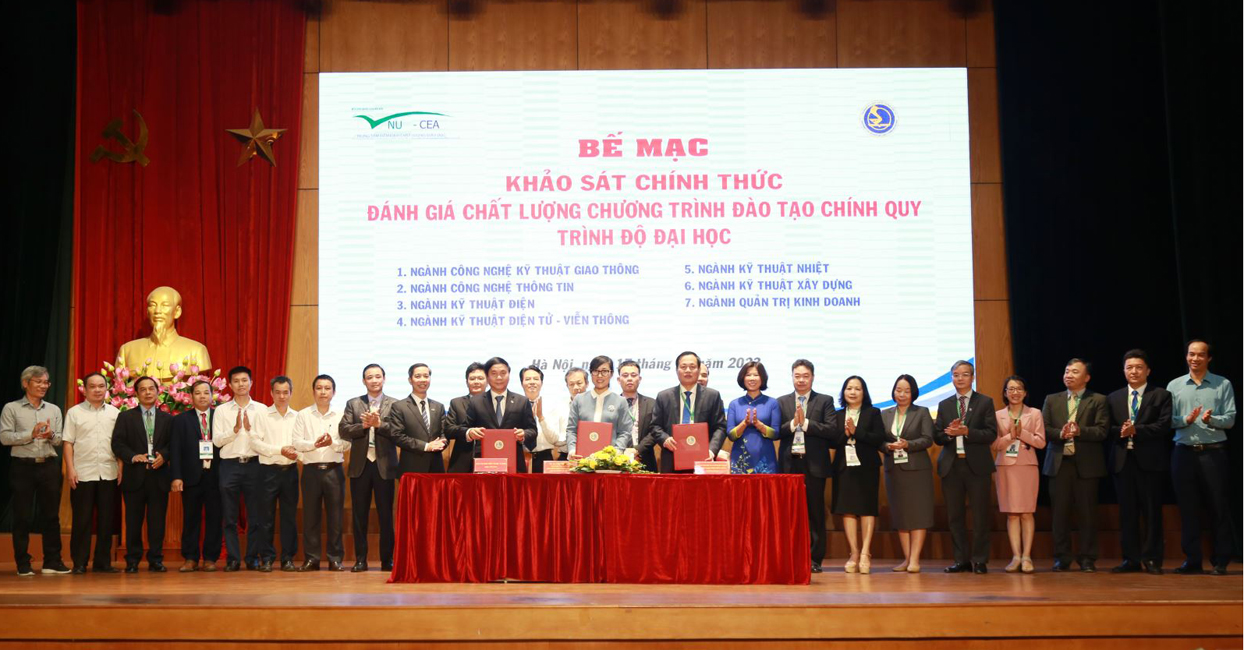 NU - CEA
BẾ MẠC
KHẢO SÁT CHÍNH THỨC
ĐÁNH GIÁ CHẤT LƯỢNG CHƯƠNG TRÌNH ĐÀO TẠO CHÍNH QUY
TRÌNH ĐỘ ĐẠI HỌC
1. NGÀNH CÔNG NGHỆ KỸ THUẬT GIAO THÔNG
2. NGÀNH CÔNG NGHỆ THÔNG TIN
3. NGÀNH KỸ THUẬT ĐIỆN
4. NGÀNH KỸ THUẬT ĐIỆN TỬ - VIỄN THÔNG
5. NGÀNH KỸ THUẬT NHIỆT
6. NGÀNH KỸ THUẬT XÂY DỰNG
7. NGÀNH QUẢN TRỊ KINH DOANH
Hà Nội, tháng năm 2023